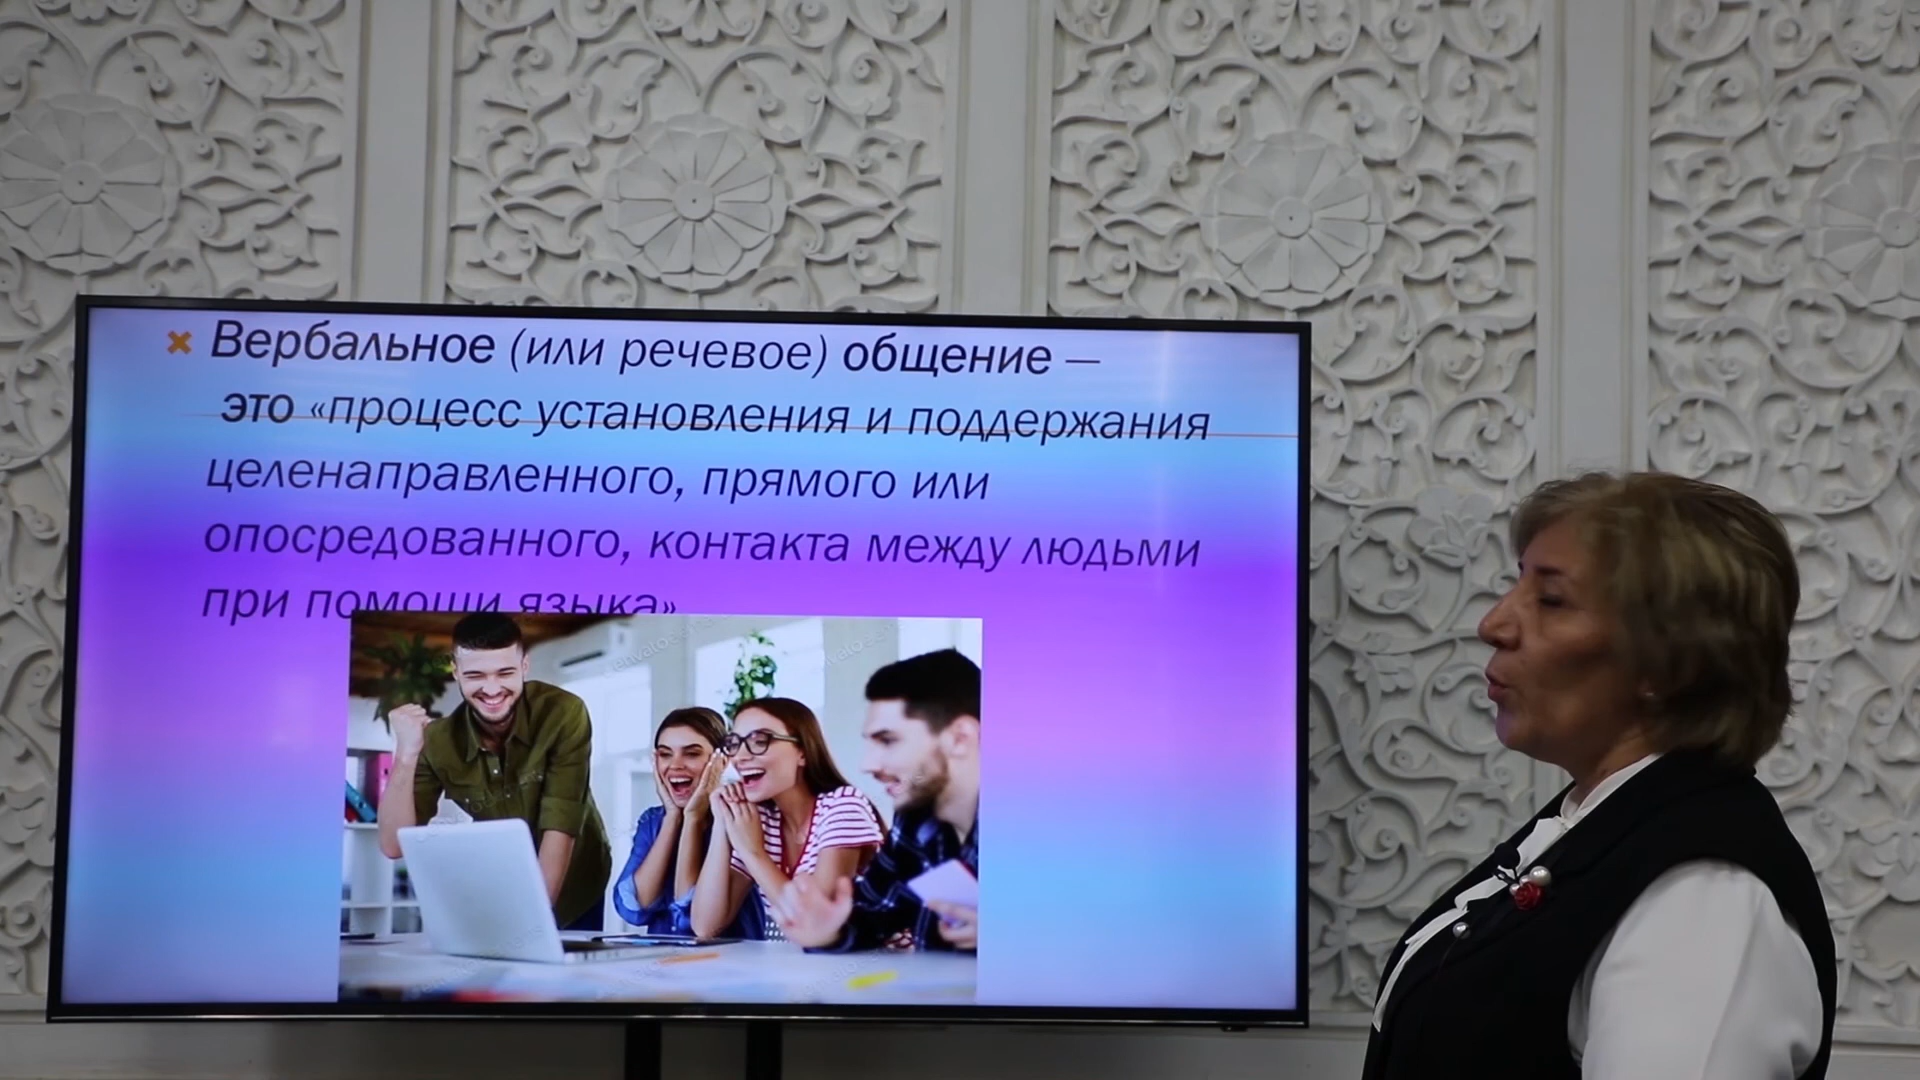 Вербальное (или речевое) общение —
это «процесс установления и поддержания
целенаправленного, прямого или
опосредованного, контакта между людьми
при помощи языка»